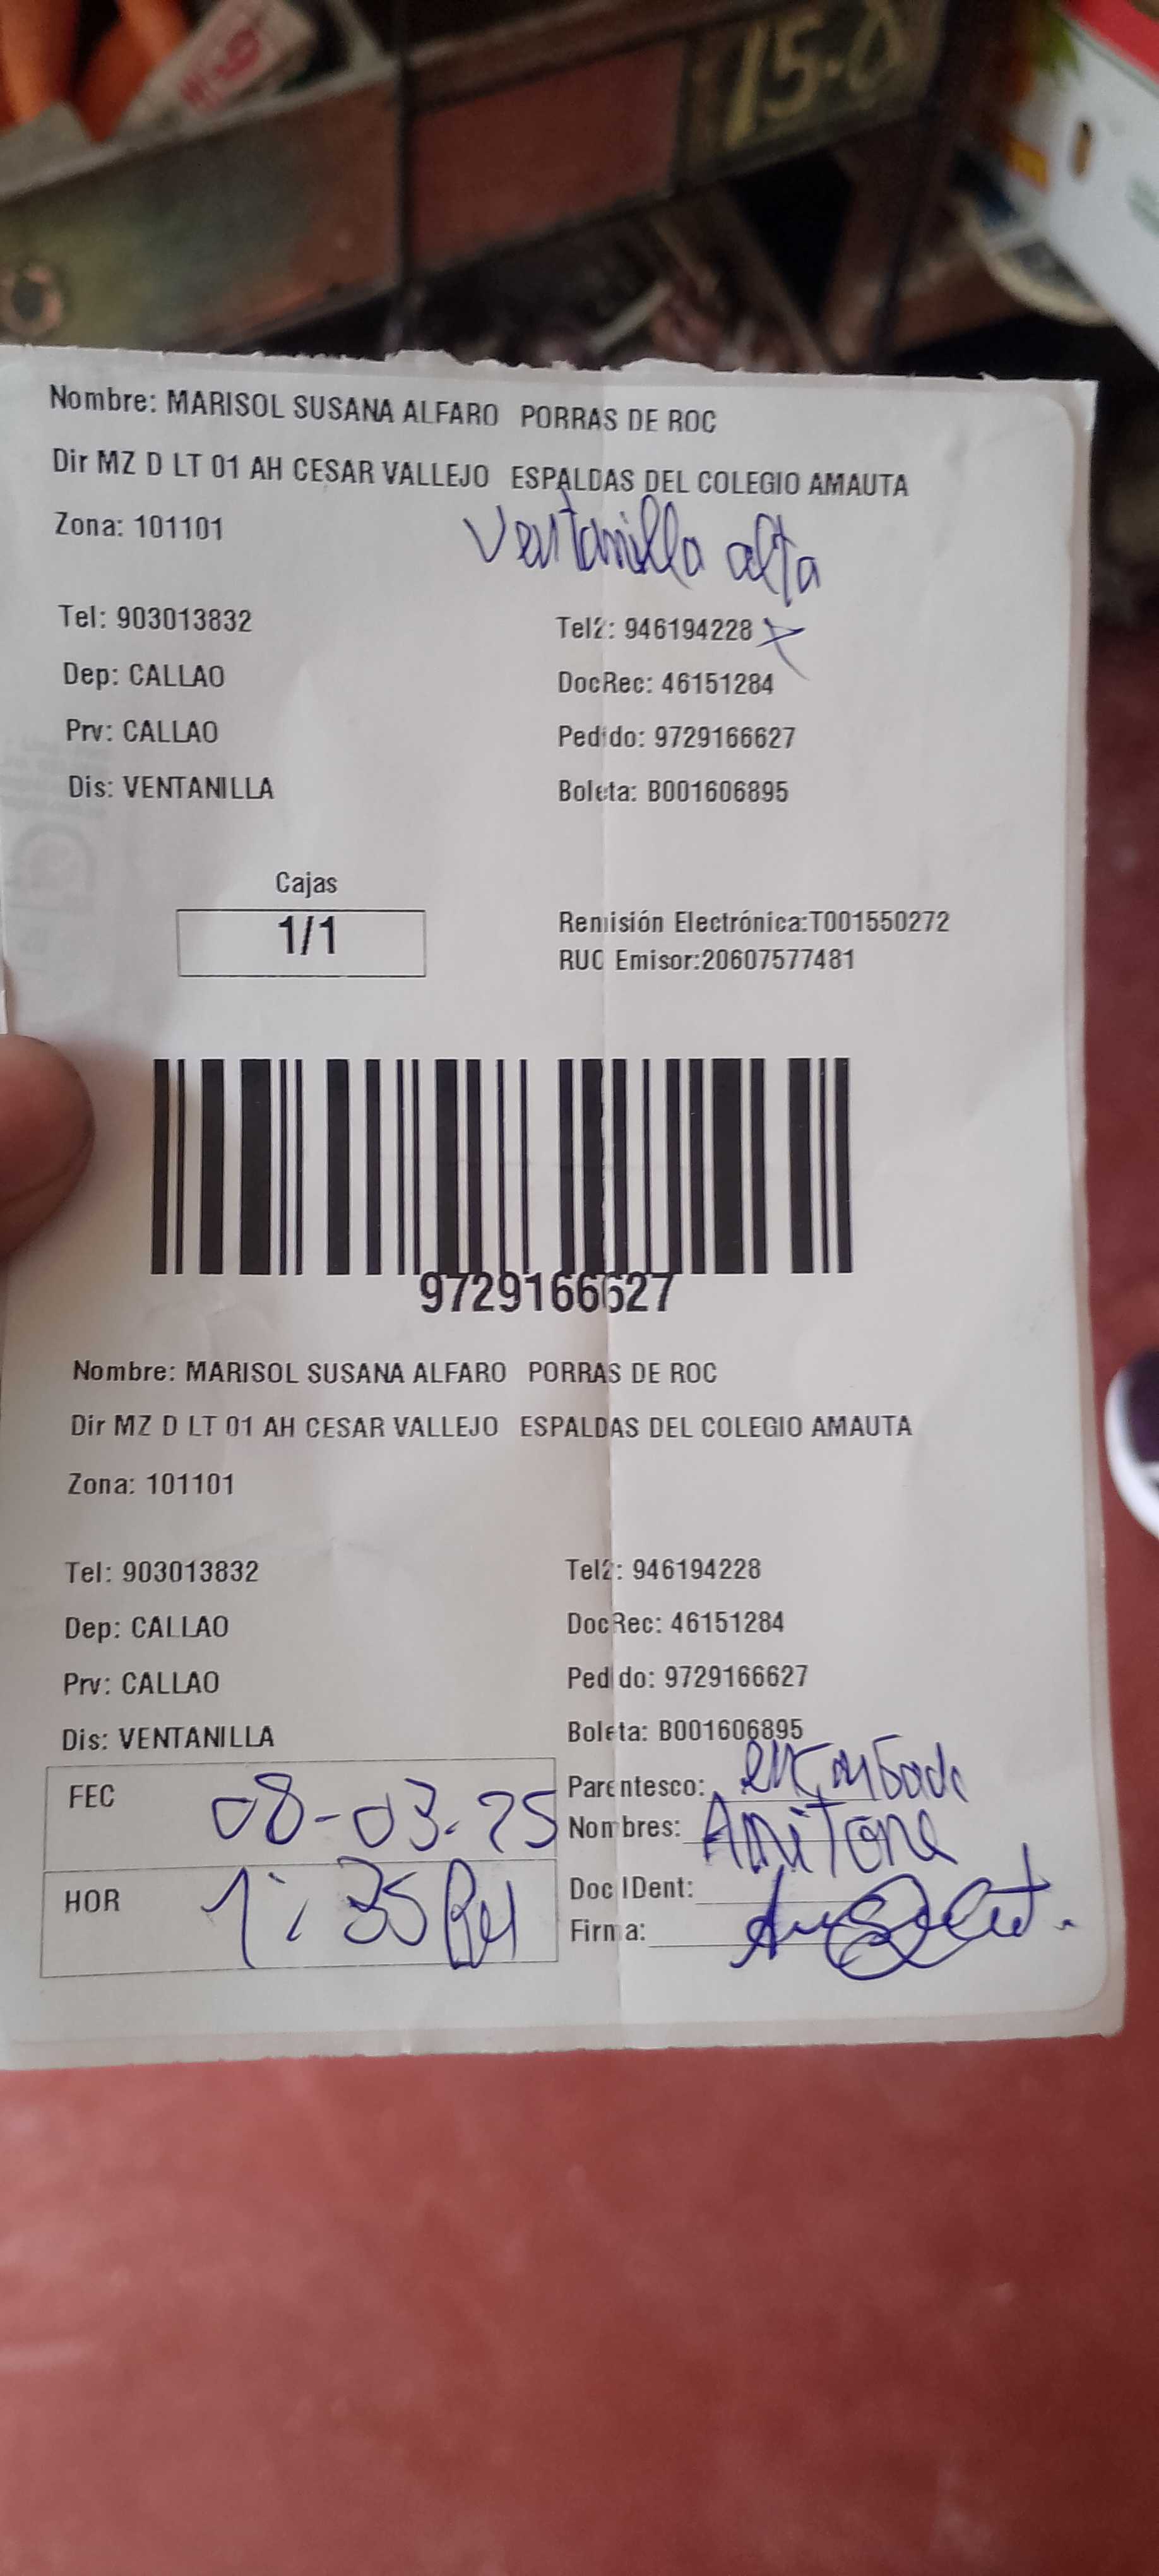 15-0
Nombre: MARISOL SUSANA ALFARO PORRAS DE ROC
Dir MZ D LT 01 AH CESAR VALLEJO ESPALDAS DEL COLEGIO AMAUTA
Zona: 101101
Ventanilla alta
Tel: 903013832 Tel2: 946194228
Dep: CALLAO DocRec: 46151284
Prv: CALLAO Pedido: 9729166627
Dis: VENTANILLA Boleta: B001606895
Cajas
1/1
Remisión Electrónica:T001550272
RUC Emisor:20607577481
9729166627
Nombre: MARISOL SUSANA ALFARO PORRAS DE ROC
Dir MZ D LT 01 AH CESAR VALLEJO ESPALDAS DEL COLEGIO AMAUTA
Zona: 101101
Tel: 903013832 Tel2: 946194228
Dep: CALLAO DocRec: 46151284
Prv: CALLAO Pedido: 9729166627
Dis: VENTANILLA Boleta: B001606895
FEC 08-03-25
Parentesco:
Nombres:
HOR 1:35
Doc IDent:
Firma: